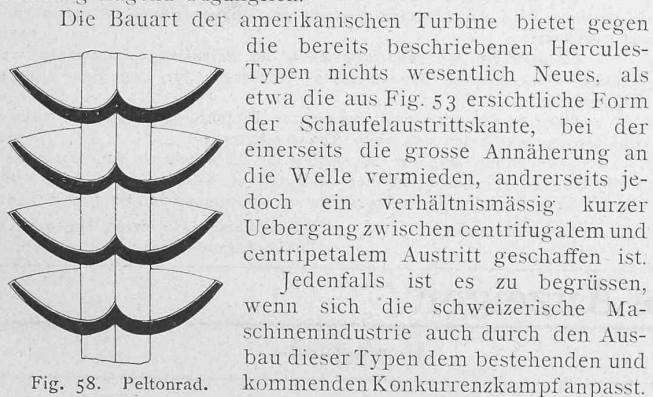 Die Bauart der amerikanischen Turbine bietet gegen
die bereits beschriebenen Hercules-
Typen nichts wesentlich Neues, als
etwa die aus Fig. 53 ersichtliche Form
der Schaufelaustrittskante, bei der
einerseits die grosse Annäherung an
die Welle vermieden, andrerseits je-
doch ein verhältnismässig kurzer
Uebergang zwischen centrifugalem und
centripetalem Austritt geschaffen ist.
Jedenfalls ist es zu begrüssen,
wenn sich die schweizerische Ma-
schinenindustrie auch durch den Aus-
bau dieser Typen dem bestehenden und
kommenden Konkurrenzkampf anpasst.
Fig. 58. Peltonrad.